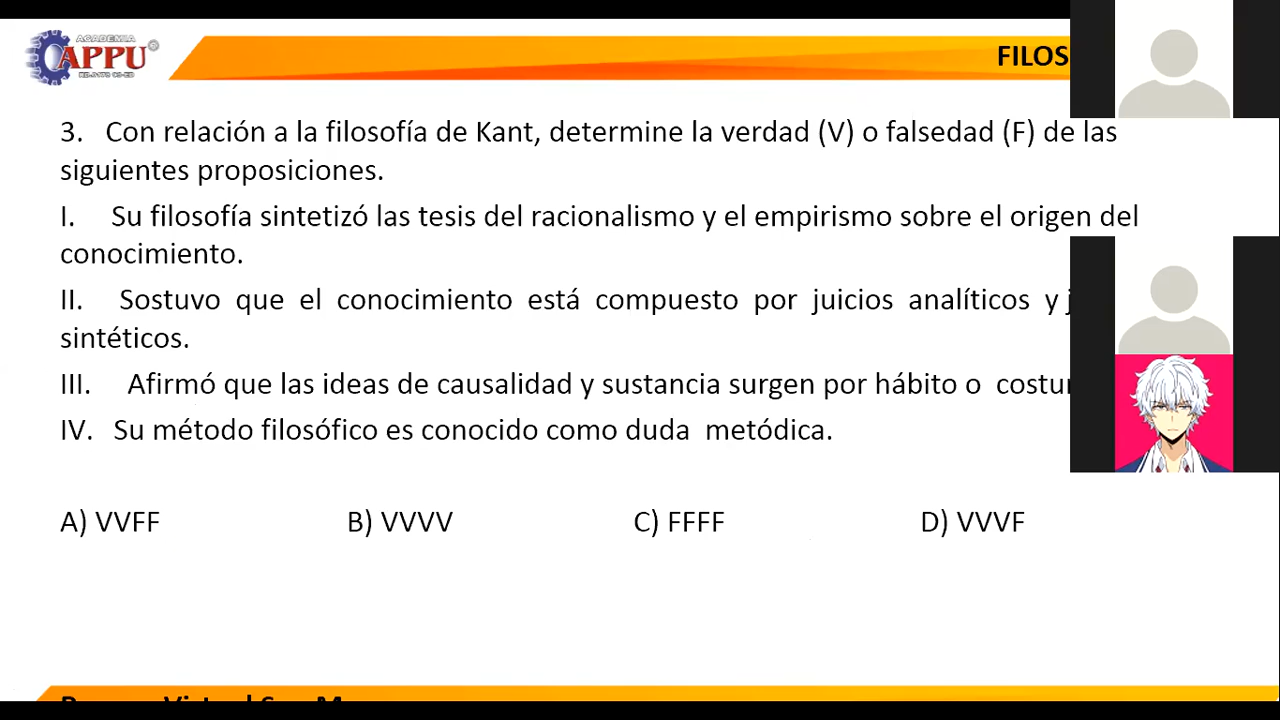 ACADEMIA
APPU
FILOS
3. Con relación a la filosofía de Kant, determine la verdad (V) o falsedad (F) de las
siguientes proposiciones.
I. Su filosofía sintetizó las tesis del racionalismo y el empirismo sobre el origen del
conocimiento.
II. Sostuvo que el conocimiento está compuesto por juicios analíticos y
sintéticos.
III. Afirmó que las ideas de causalidad y sustancia surgen por hábito o
IV. Su método filosófico es conocido como duda metódica.
A) VVFF B) VVVV C) FFFF D) VVVF